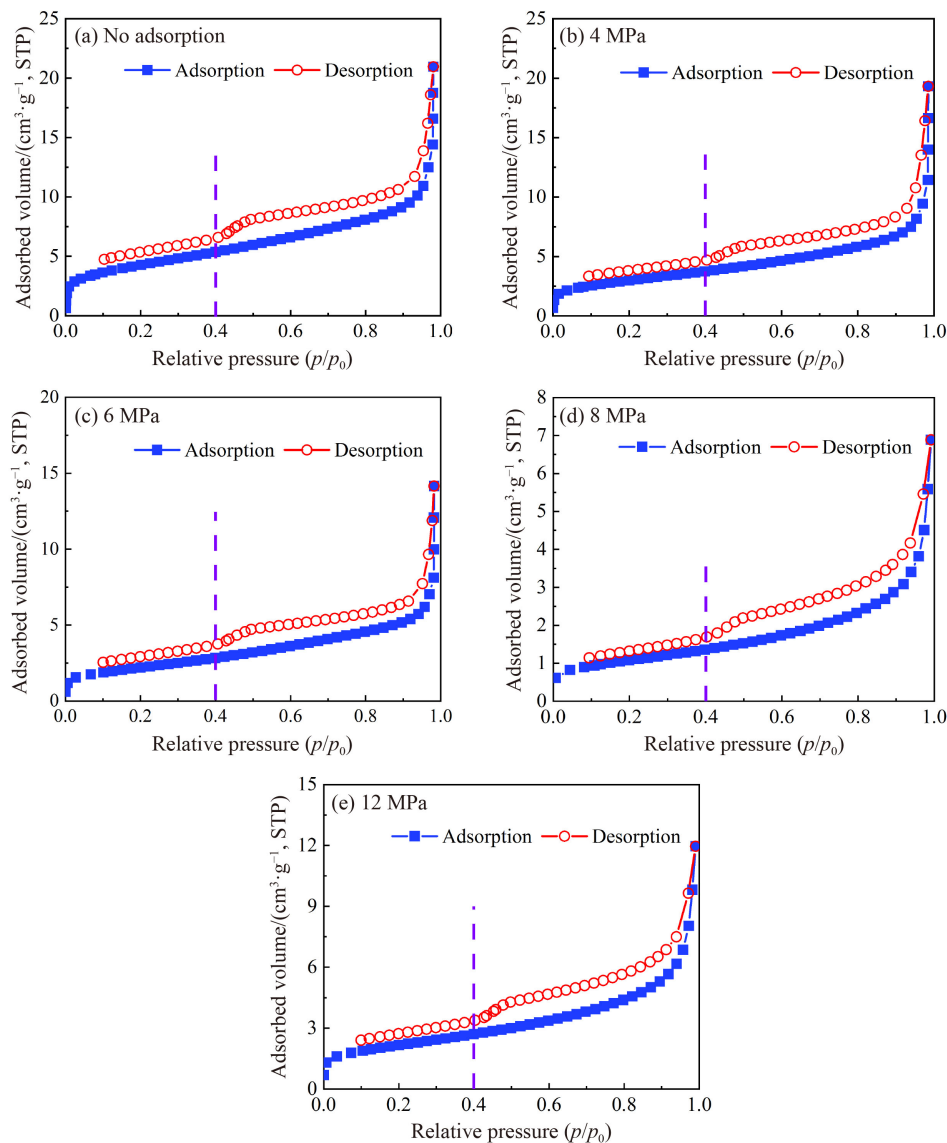 (a) No adsorption
Adsorption
Desorption
Adsorbed volume/(cm³·g⁻¹, STP)
25
20
15
10
5
0
0.0 0.2 0.4 0.6 0.8 1.0
Relative pressure (p/p₀)
(b) 4 MPa
Adsorption
Desorption
Adsorbed volume/(cm³·g⁻¹, STP)
25
20
15
10
5
0
0.0 0.2 0.4 0.6 0.8 1.0
Relative pressure (p/p₀)
(c) 6 MPa
Adsorption
Desorption
Adsorbed volume/(cm³·g⁻¹, STP)
20
15
10
5
0
0.0 0.2 0.4 0.6 0.8 1.0
Relative pressure (p/p₀)
(d) 8 MPa
Adsorption
Desorption
Adsorbed volume/(cm³·g⁻¹, STP)
8
7
6
5
4
3
2
1
0
0.0 0.2 0.4 0.6 0.8 1.0
Relative pressure (p/p₀)
(e) 12 MPa
Adsorption
Desorption
Adsorbed volume/(cm³·g⁻¹, STP)
15
12
9
6
3
0
0.0 0.2 0.4 0.6 0.8 1.0
Relative pressure (p/p₀)